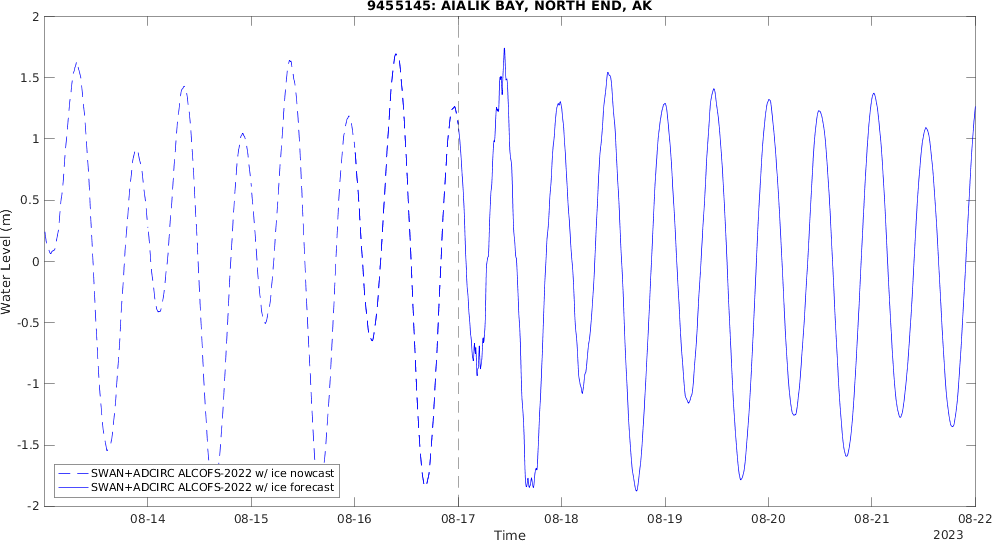 9455145: AIALIK BAY, NORTH END, AK
Water Level (m)
2
1.5
1
0.5
0
-0.5
-1
-1.5
-2
SWAN+ADCIRC ALCOFS-2022 w/ ice nowcast
SWAN+ADCIRC ALCOFS-2022 w/ ice forecast
08-14 08-15 08-16 08-17 08-18 08-19 08-20 08-21 08-22
Time
2023